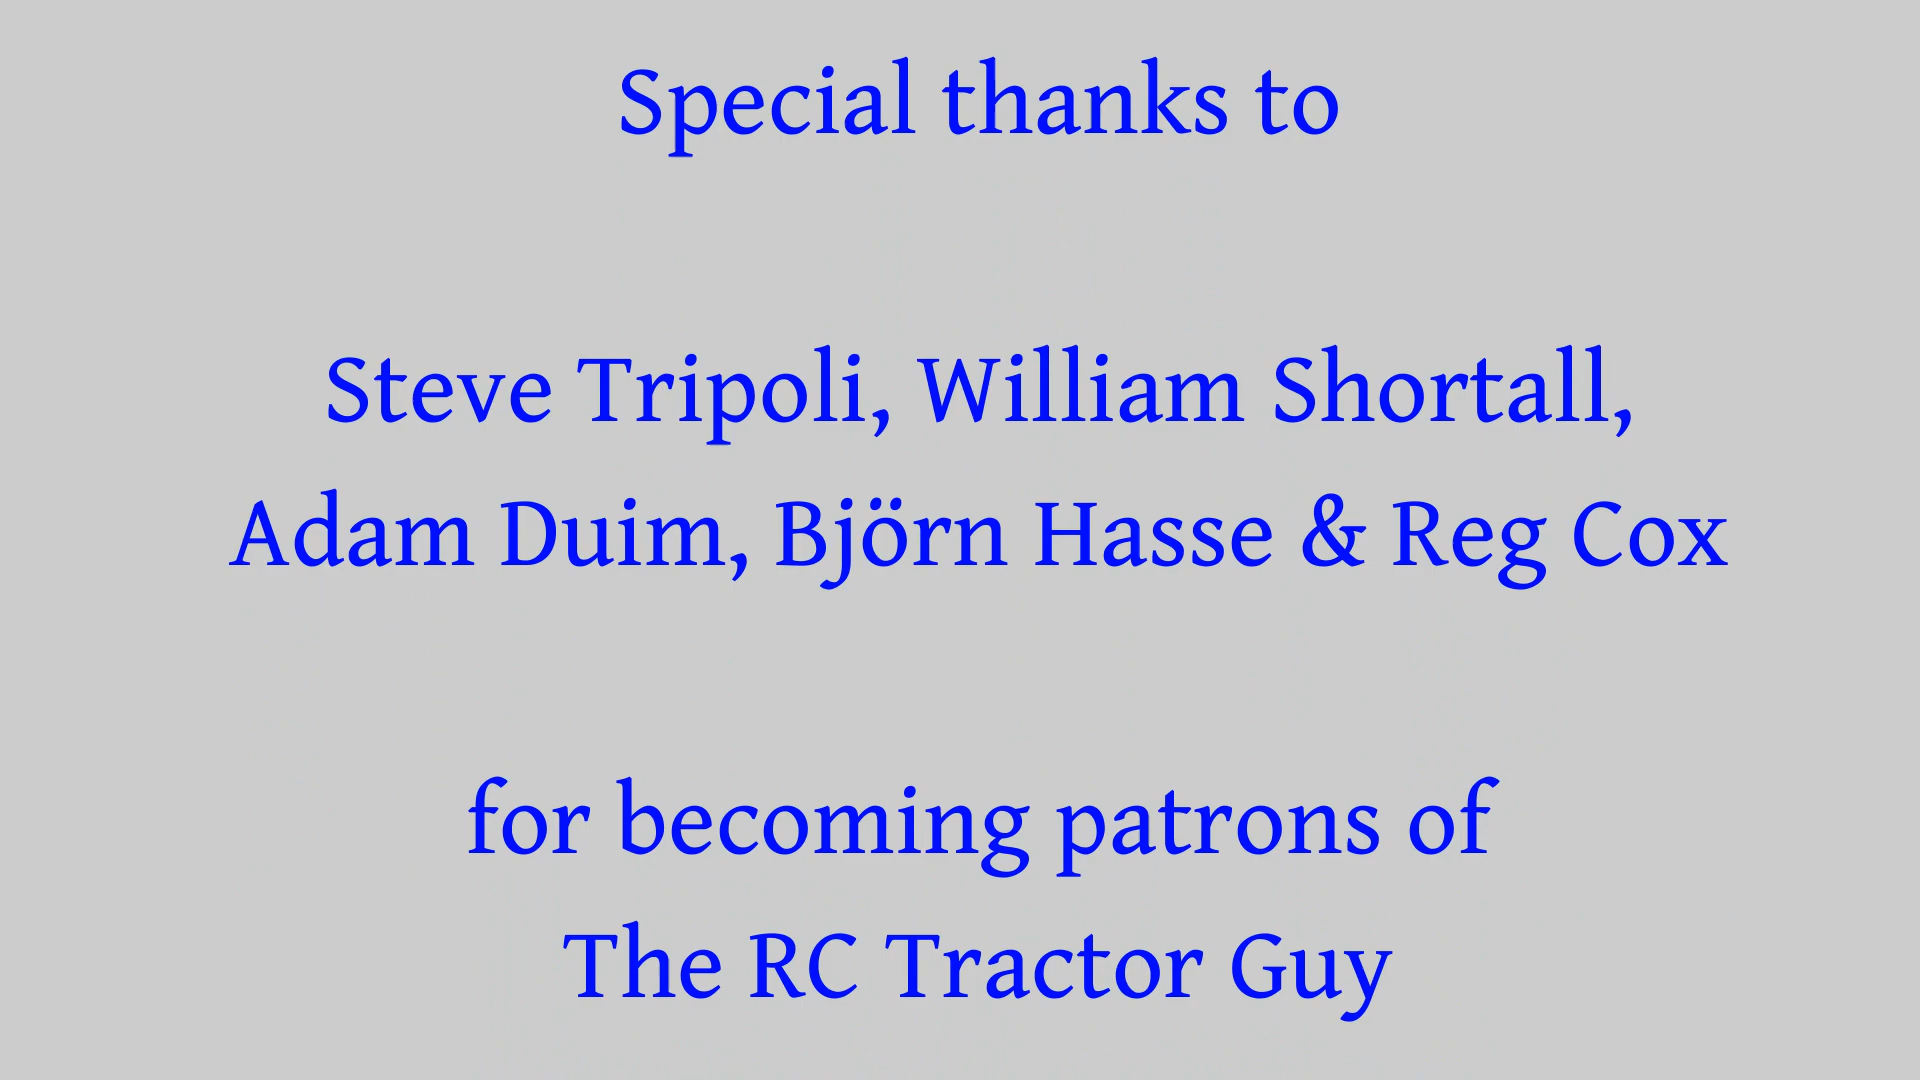 Special thanks to
Steve Tripoli, William Shortall,
Adam Duim, Björn Hasse & Reg Cox
for becoming patrons of
The RC Tractor Guy